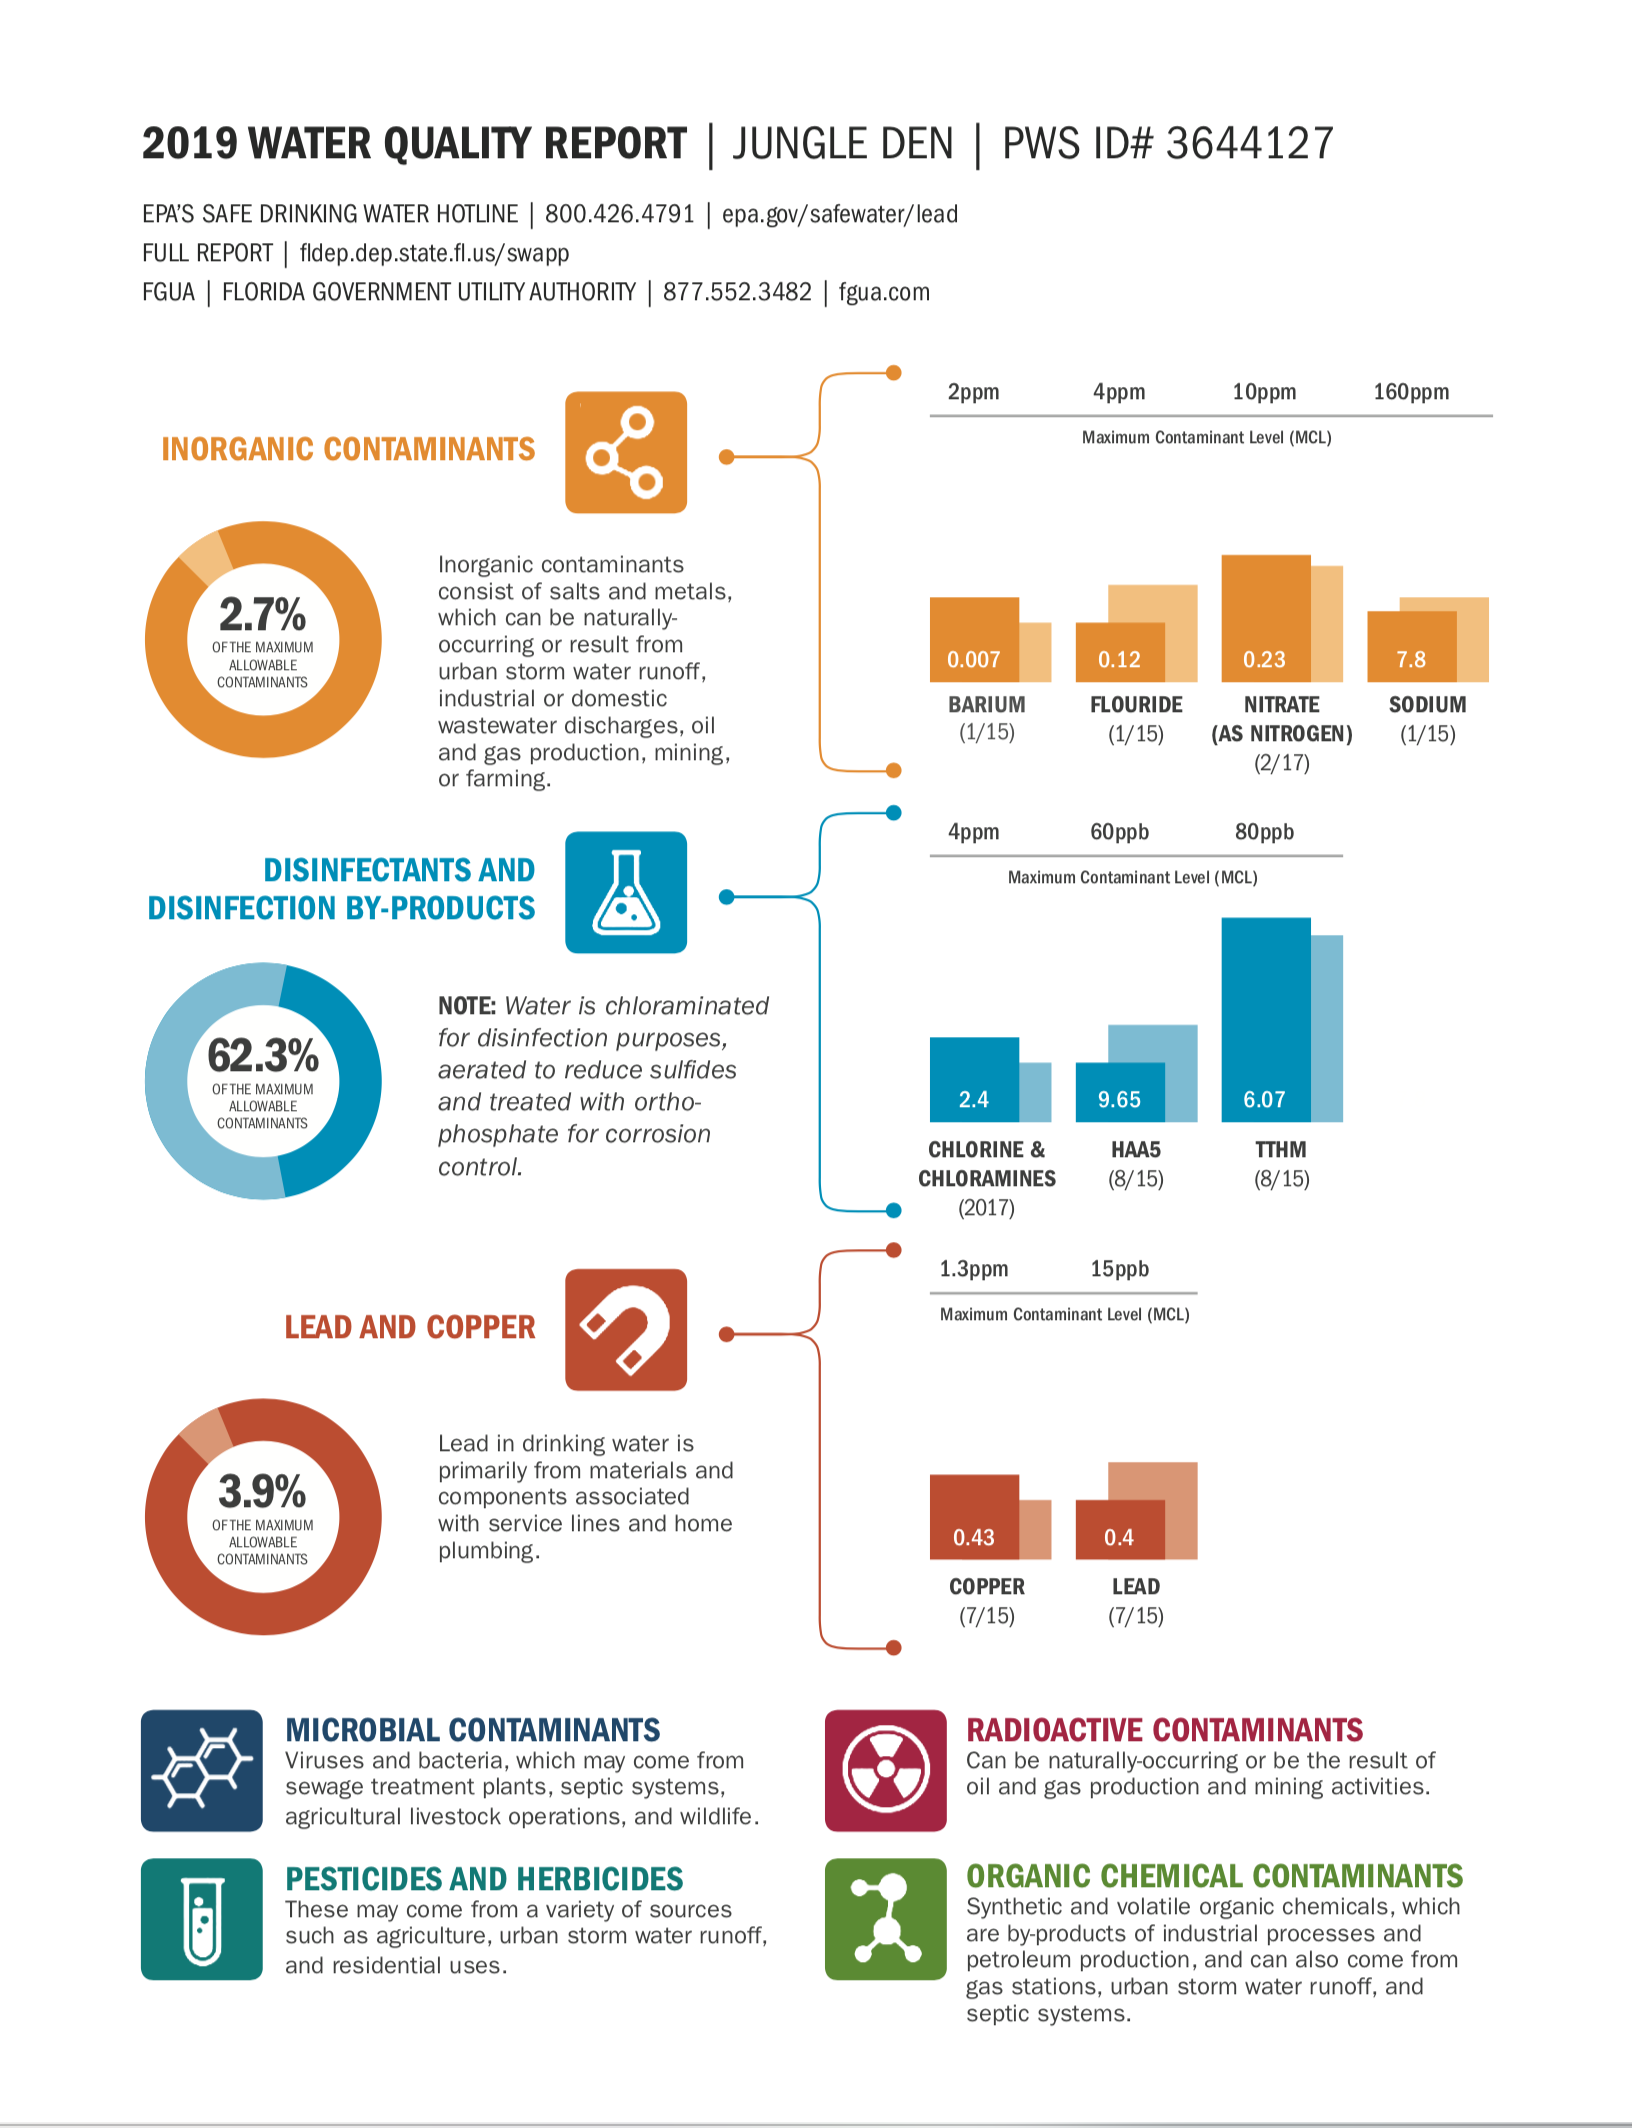 2019 WATER QUALITY REPORT | JUNGLE DEN | PWS ID# 3644127
EPA'S SAFE DRINKING WATER HOTLINE | 800.426.4791 | epa.gov/safewater/lead
FULL REPORT | fldep.dep.state.fl.us/swapp
FGUA | FLORIDA GOVERNMENT UTILITY AUTHORITY | 877.552.3482 | fgua.com
INORGANIC CONTAMINANTS
2.7%
OF THE MAXIMUM
ALLOWABLE
CONTAMINANTS
Inorganic contaminants
consist of salts and metals,
which can be naturally-
occurring or result from
urban storm water runoff,
industrial or domestic
wastewater discharges, oil
and gas production, mining,
or farming.
2ppm 4ppm 10ppm 160ppm
Maximum Contaminant Level (MCL)
0.007 0.12 0.23 7.8
BARIUM FLOURIDE NITRATE SODIUM
(1/15) (1/15) (AS NITROGEN) (1/15)
(2/17)
DISINFECTANTS AND
DISINFECTION BY-PRODUCTS
62.3%
OF THE MAXIMUM
ALLOWABLE
CONTAMINANTS
NOTE: Water is chloraminated
for disinfection purposes,
aerated to reduce sulfides
and treated with ortho-
phosphate for corrosion
control.
4ppm 60ppb 80ppb
Maximum Contaminant Level (MCL)
2.4 9.65 6.07
CHLORINE & HAA5 TTHM
CHLORAMINES (8/15) (8/15)
(2017)
LEAD AND COPPER
3.9%
OF THE MAXIMUM
ALLOWABLE
CONTAMINANTS
Lead in drinking water is
primarily from materials and
components associated
with service lines and home
plumbing.
1.3ppm 15ppb
Maximum Contaminant Level (MCL)
0.43 0.4
COPPER LEAD
(7/15) (7/15)
MICROBIAL CONTAMINANTS
Viruses and bacteria, which may come from
sewage treatment plants, septic systems,
agricultural livestock operations, and wildlife.
RADIOACTIVE CONTAMINANTS
Can be naturally-occurring or be the result of
oil and gas production and mining activities.
PESTICIDES AND HERBICIDES
These may come from a variety of sources
such as agriculture, urban storm water runoff,
and residential uses.
ORGANIC CHEMICAL CONTAMINANTS
Synthetic and volatile organic chemicals, which
are by-products of industrial processes and
petroleum production, and can also come from
gas stations, urban storm water runoff, and
septic systems.